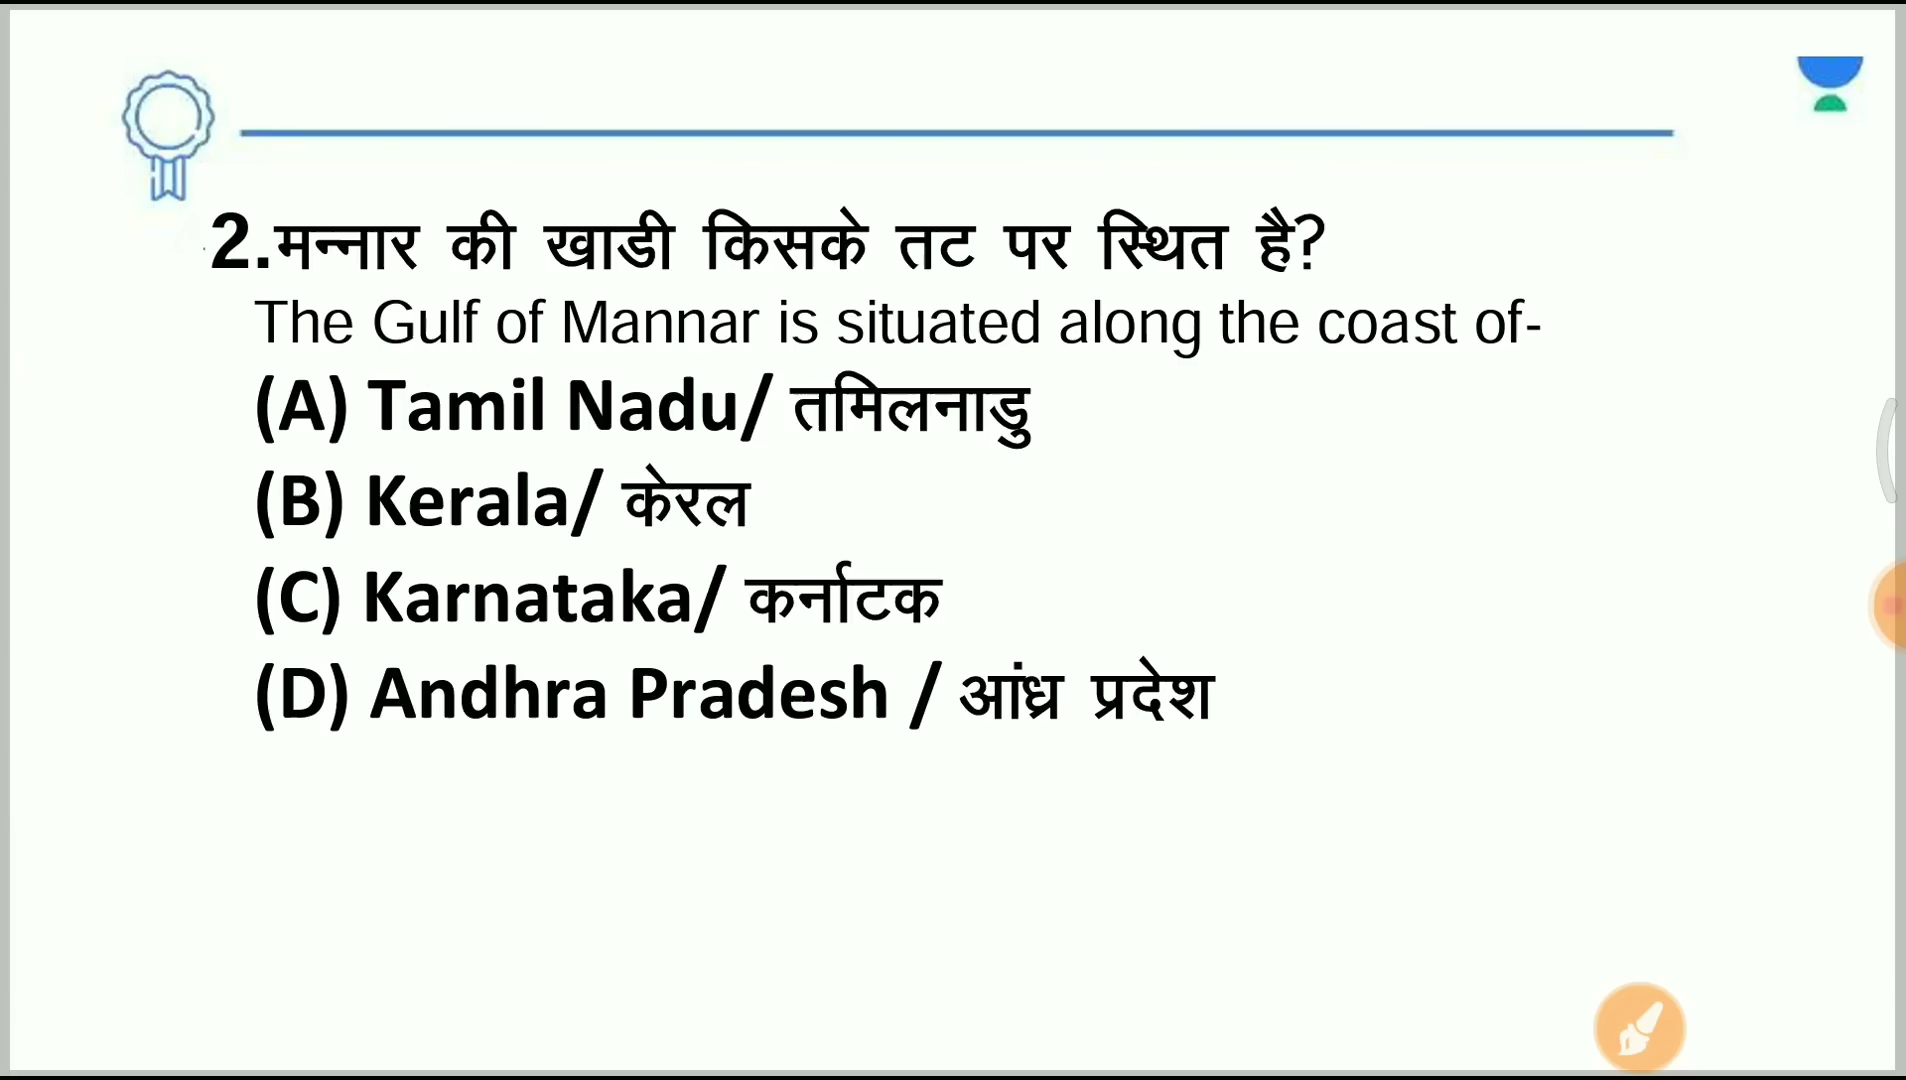 2.मन्नार की खाडी किसके तट पर स्थित है?
The Gulf of Mannar is situated along the coast of-
(A) Tamil Nadu/ तमिलनाडु
(B) Kerala/ केरल
(C) Karnataka/ कर्नाटक
(D) Andhra Pradesh / आंध्र प्रदेश